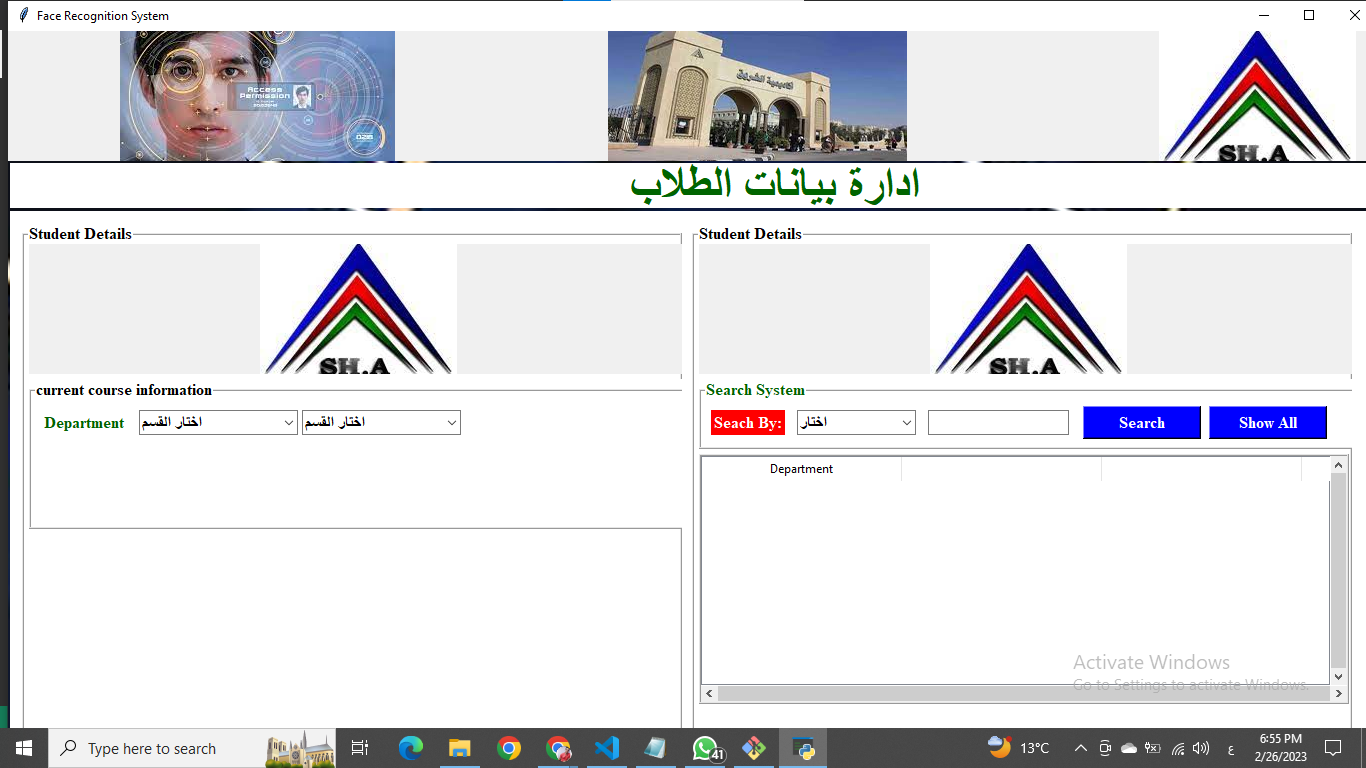 Face Recognition System
Access
Permission
أكاديمية الشروق
SH.A
ادارة بيانات الطلاب
Student Details
SH.A
current course information
Department اختار القسم اختار القسم
Student Details
SH.A
Search System
Seach By: اختار Search Show All
Department
Activate Windows
Go to Settings to activate Windows.
Type here to search
41
13°C
ع
6:55 PM
2/26/2023